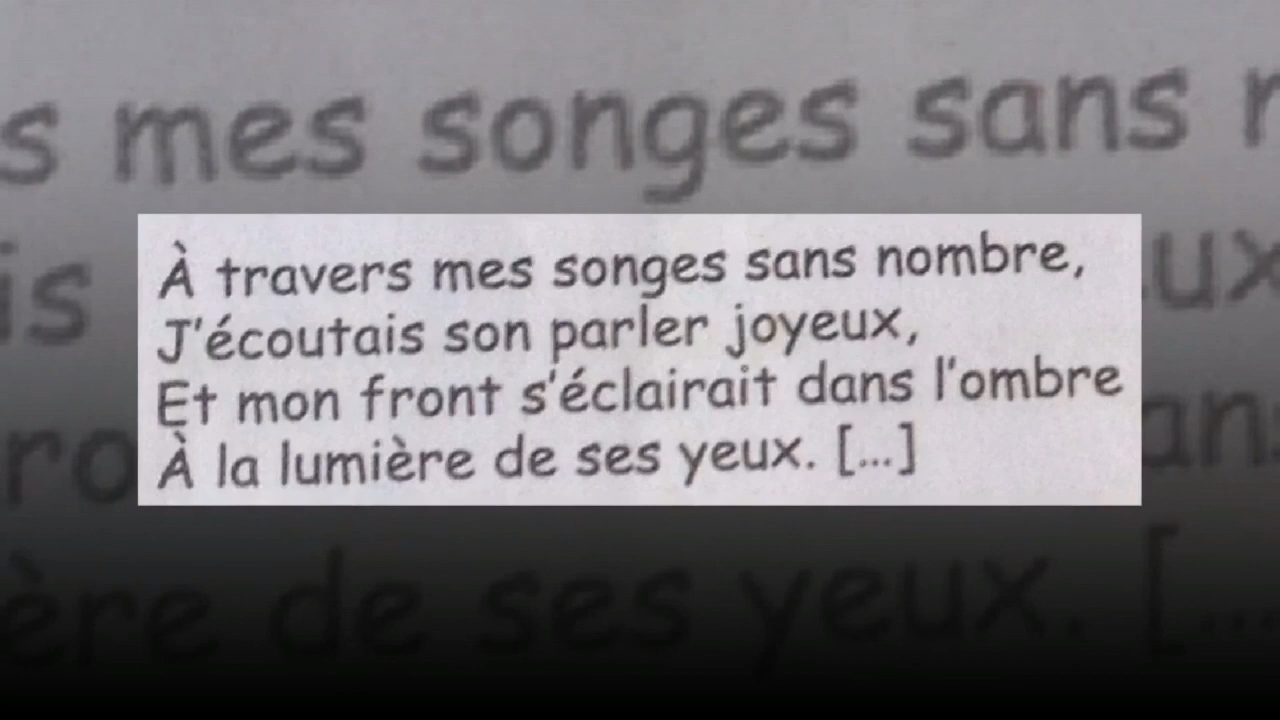 À travers mes songes sans nombre,
J'écoutais son parler joyeux,
Et mon front s'éclairait dans l'ombre
À la lumière de ses yeux. [...]